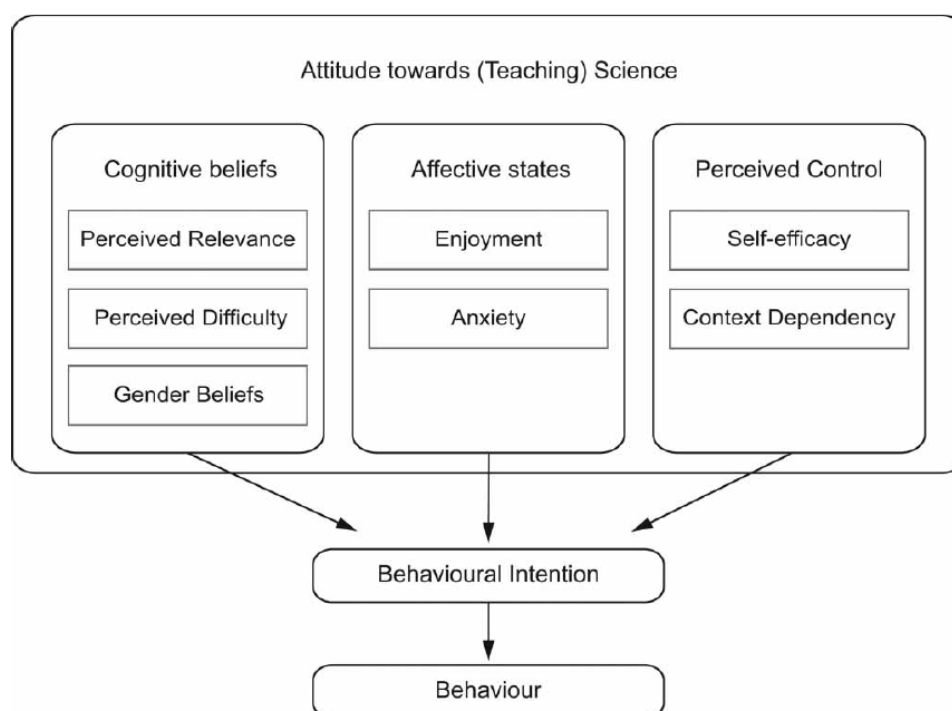 Attitude towards (Teaching) Science
Cognitive beliefs
Perceived Relevance
Perceived Difficulty
Gender Beliefs
Affective states
Enjoyment
Anxiety
Perceived Control
Self-efficacy
Context Dependency
Behavioural Intention
Behaviour